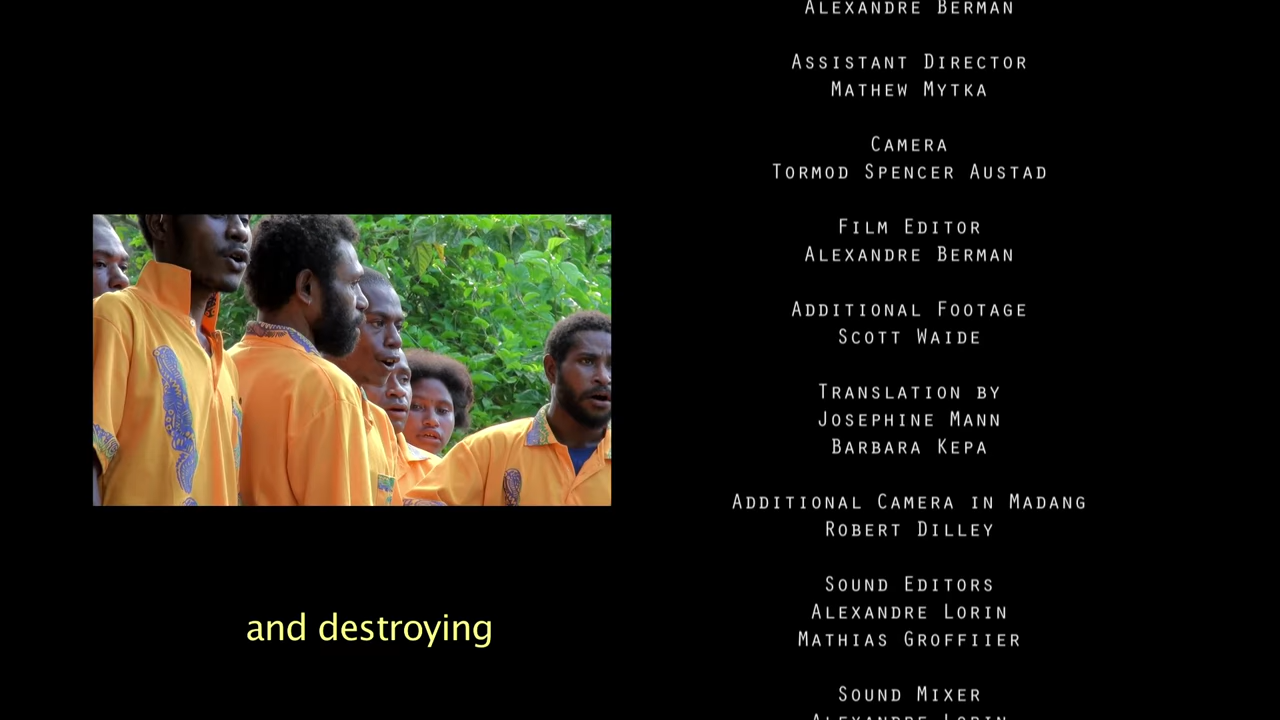 ALEXANDRE BERMAN
ASSISTANT DIRECTOR
MATHEW MYTKA
CAMERA
TORMOD SPENCER AUSTAD
FILM EDITOR
ALEXANDRE BERMAN
ADDITIONAL FOOTAGE
SCOTT WAIDE
TRANSLATION BY
JOSEPHINE MANN
BARBARA KEPA
ADDITIONAL CAMERA IN MADANG
ROBERT DILLEY
SOUND EDITORS
ALEXANDRE LORIN
MATHIAS GROFFIIER
SOUND MIXER
ALEXANDRE LORIN
and destroying